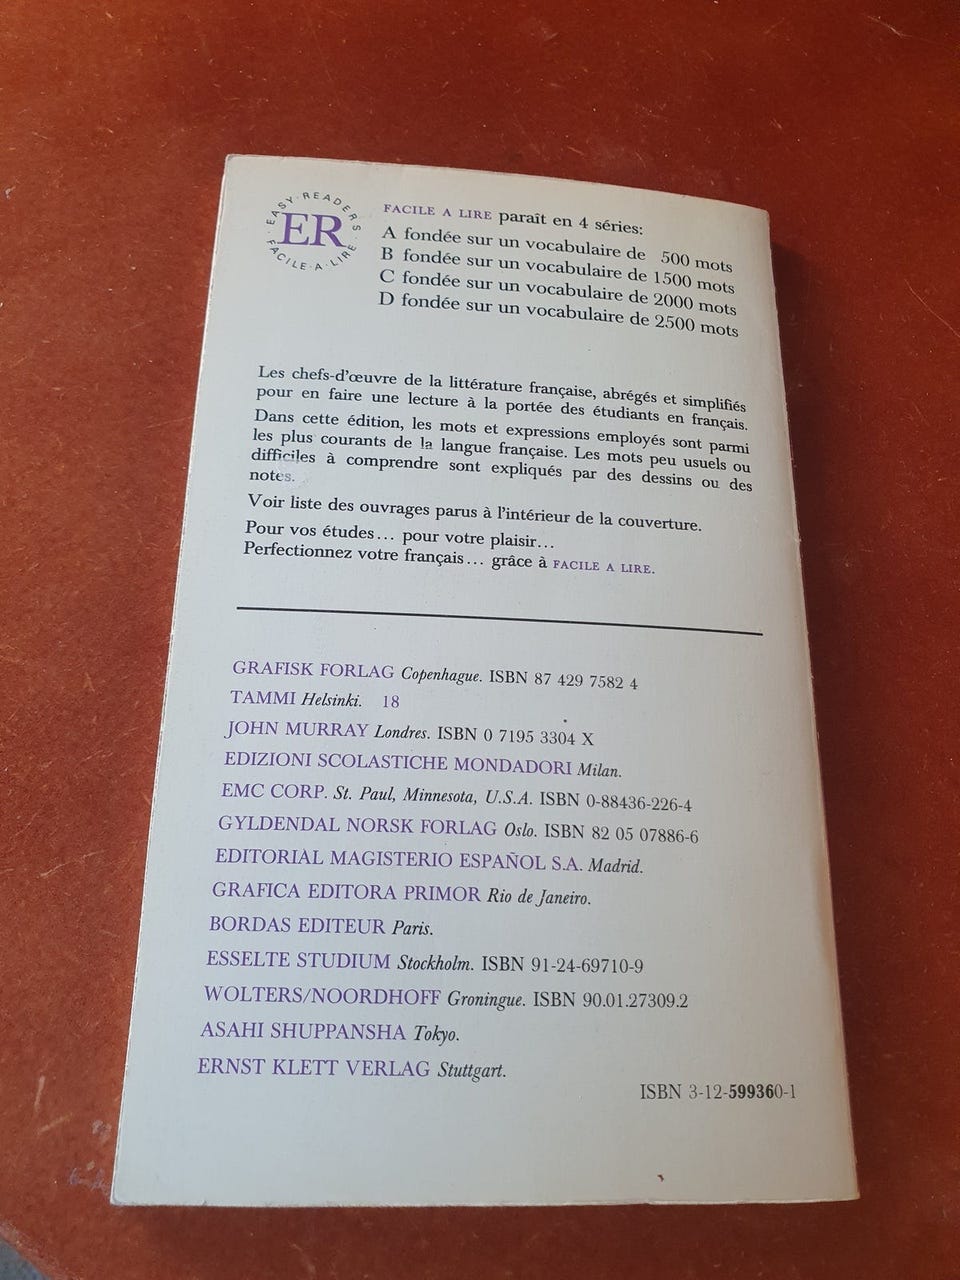 EASY·READERS·
ER
FACILE·A·LIRE·
FACILE A LIRE paraît en 4 séries:
A fondée sur un vocabulaire de 500 mots
B fondée sur un vocabulaire de 1500 mots
C fondée sur un vocabulaire de 2000 mots
D fondée sur un vocabulaire de 2500 mots
Les chefs-d'œuvre de la littérature française, abrégés et simplifiés
pour en faire une lecture à la portée des étudiants en français.
Dans cette édition, les mots et expressions employés sont parmi
les plus courants de la langue française. Les mots peu usuels ou
difficiles à comprendre sont expliqués par des dessins ou des
notes.
Voir liste des ouvrages parus à l'intérieur de la couverture.
Pour vos études... pour votre plaisir...
Perfectionnez votre français... grâce à FACILE A LIRE.
GRAFISK FORLAG Copenhague. ISBN 87 429 7582 4
TAMMI Helsinki. 18
JOHN MURRAY Londres. ISBN 0 7195 3304 X
EDIZIONI SCOLASTICHE MONDADORI Milan.
EMC CORP. St. Paul, Minnesota, U.S.A. ISBN 0-88436-226-4
GYLDENDAL NORSK FORLAG Oslo. ISBN 82 05 07886-6
EDITORIAL MAGISTERIO ESPAÑOL S.A. Madrid.
GRAFICA EDITORA PRIMOR Rio de Janeiro.
BORDAS EDITEUR Paris.
ESSELTE STUDIUM Stockholm. ISBN 91-24-69710-9
WOLTERS/NOORDHOFF Groningue. ISBN 90.01.27309.2
ASAHI SHUPPANSHA Tokyo.
ERNST KLETT VERLAG Stuttgart.
ISBN 3-12-599360-1